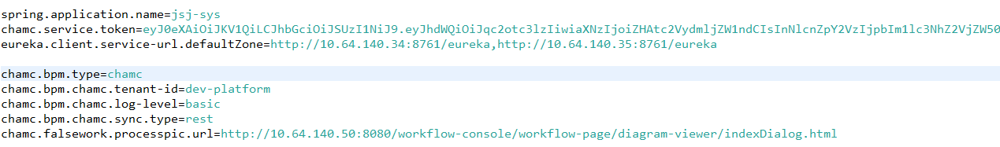 spring.application.name=jsj-sys
chamc.service.token=eyJ0eXAiOiJKV1QiLCJhbGciOiJSUzI1NiJ9.eyJhdWQiOiJqc2otc3lzIiwiaXNzIjoiZHAtc2VydmljZW1ndCIsInNlcnZpY2VzIjpbIm1lc3NhZ2VjZW50
eureka.client.service-url.defaultZone=http://10.64.140.34:8761/eureka,http://10.64.140.35:8761/eureka
chamc.bpm.type=chamc
chamc.bpm.chamc.tenant-id=dev-platform
chamc.bpm.chamc.log-level=basic
chamc.bpm.chamc.sync.type=rest
chamc.falsework.processpic.url=http://10.64.140.50:8080/workflow-console/workflow-page/diagram-viewer/indexDialog.html